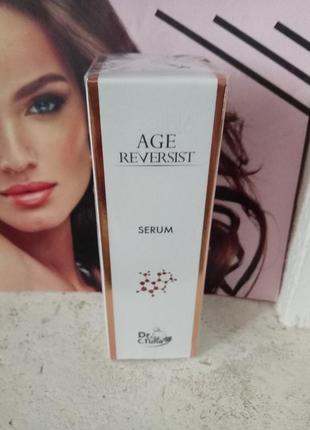 AGE
REVERSIST
SERUM
Dr.
C.Tuna